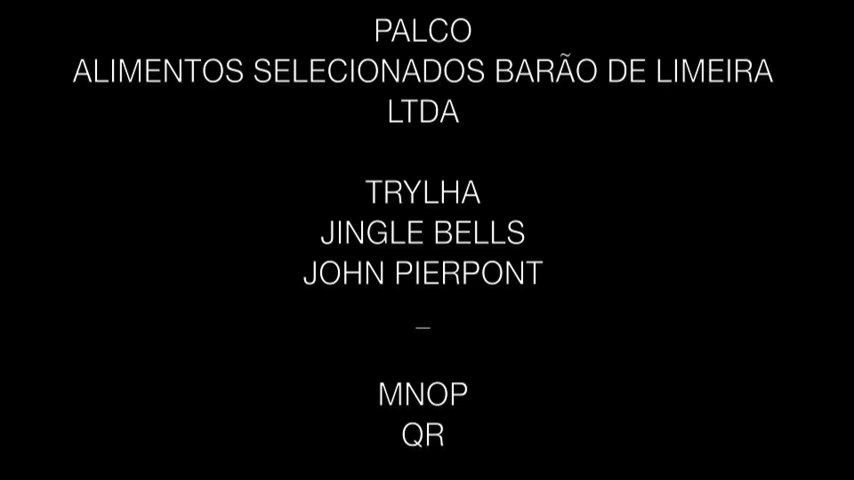 PALCO
ALIMENTOS SELECIONADOS BARÃO DE LIMEIRA
LTDA
TRYLHA
JINGLE BELLS
JOHN PIERPONT
_
MNOP
QR